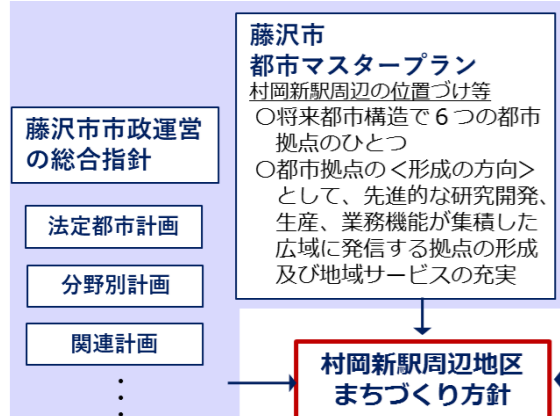 藤沢市
都市マスタープラン
村岡新駅周辺の位置づけ等
〇将来都市構造で６つの都市
拠点のひとつ
〇都市拠点の＜形成の方向＞
として、先進的な研究開発、
生産、業務機能が集積した
広域に発信する拠点の形成
及び地域サービスの充実
藤沢市市政運営
の総合指針
法定都市計画
分野別計画
関連計画
・
・
・
村岡新駅周辺地区
まちづくり方針